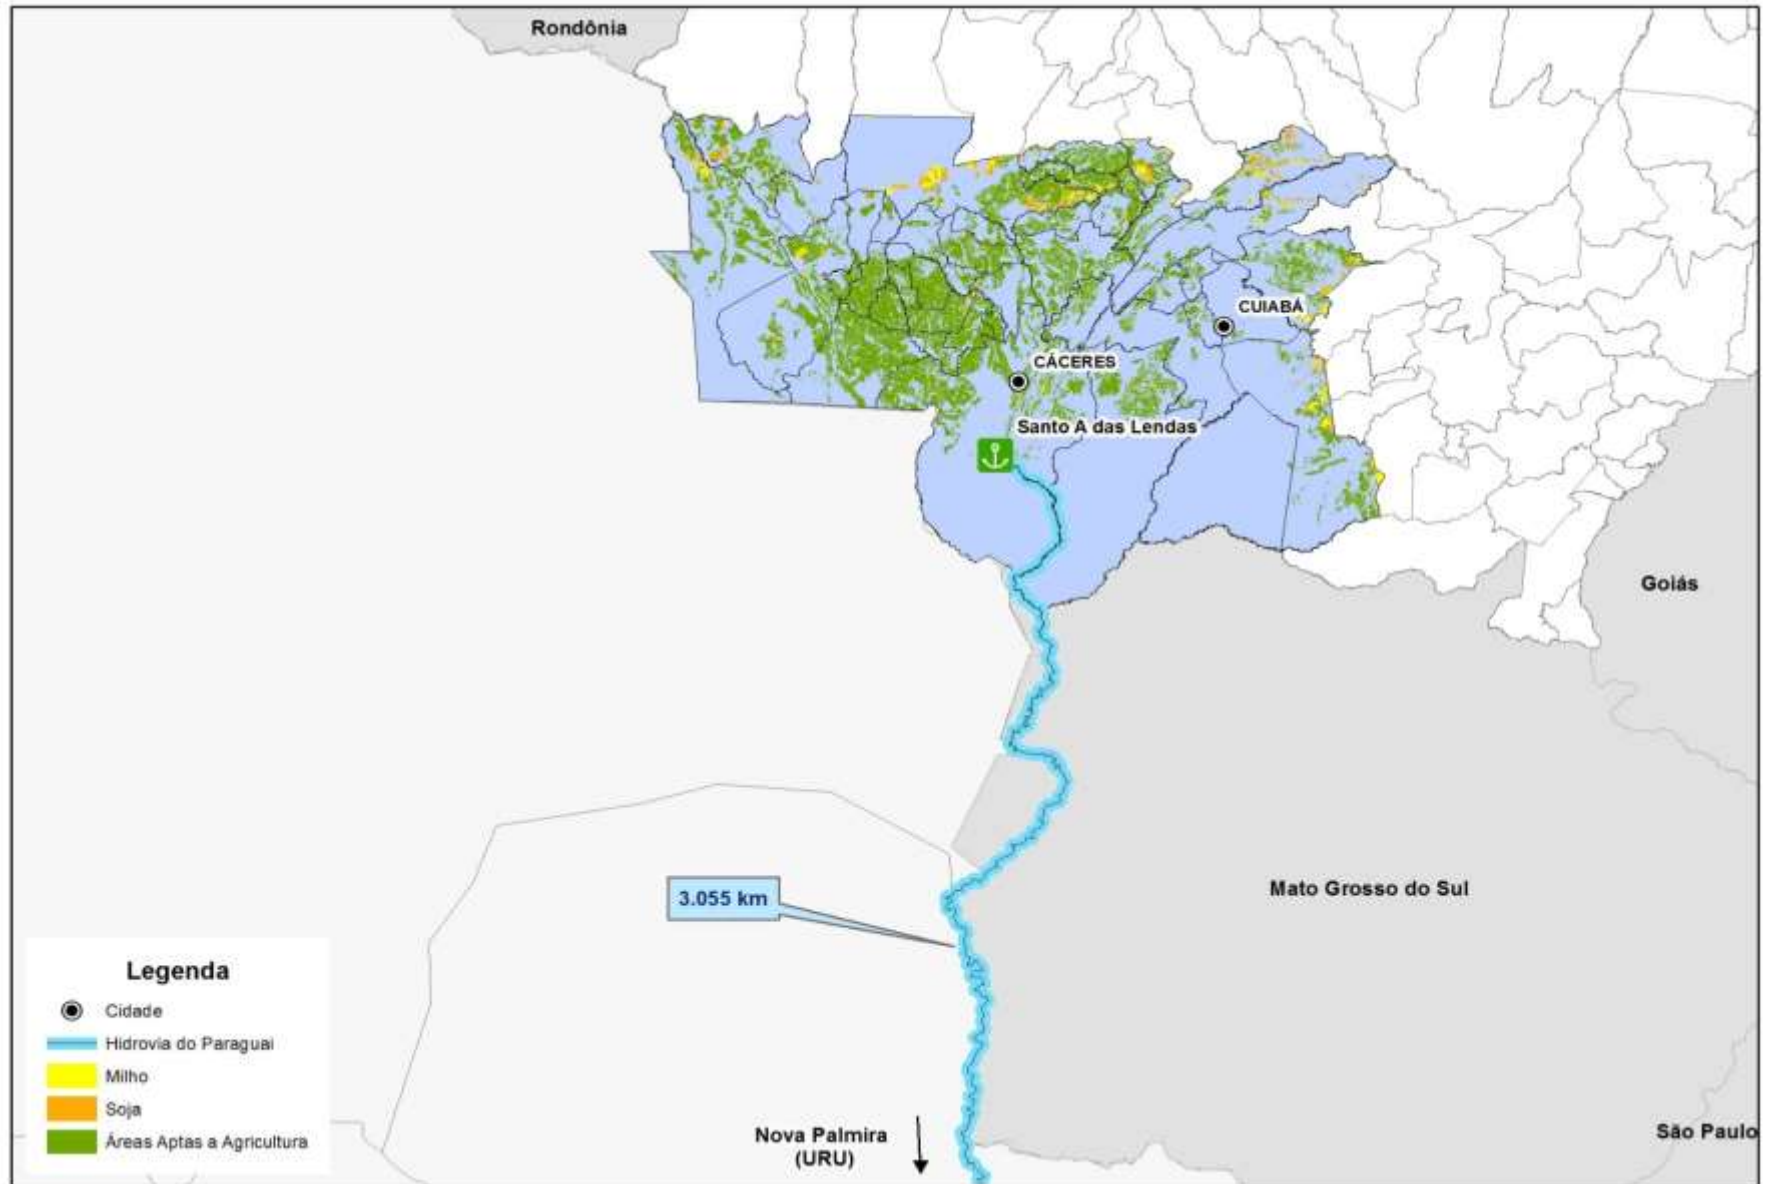 Rondônia
CUIABÁ
CÁCERES
Santo A das Lendas
Goiás
Mato Grosso do Sul
3.055 km
Legenda
Cidade
Hidrovia do Paraguai
Milho
Soja
Áreas Aptas a Agricultura
Nova Palmira
(URU)
São Paulo